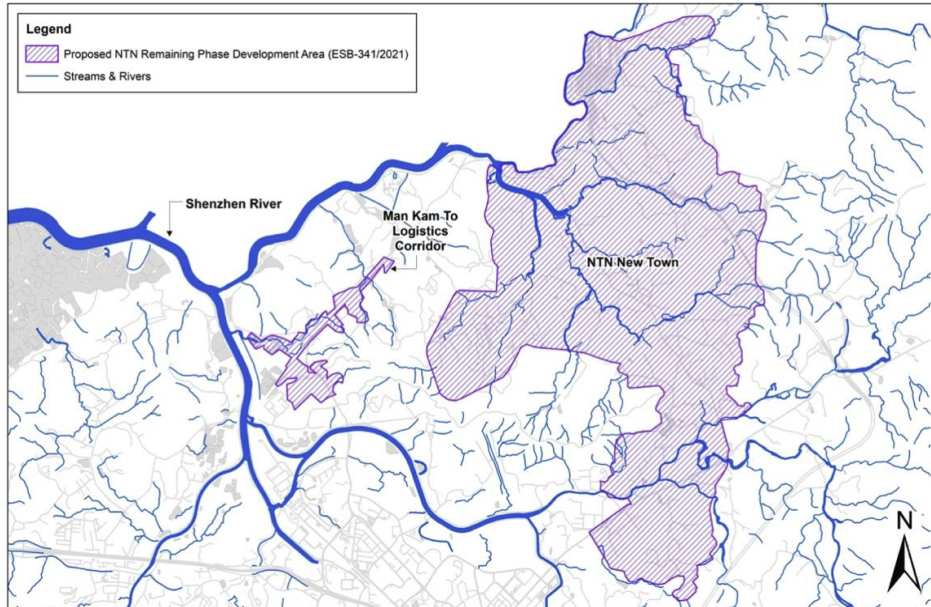 Legend
Proposed NTN Remaining Phase Development Area (ESB-341/2021)
Streams & Rivers
Shenzhen River
Man Kam To
Logistics
Corridor
NTN New Town
N